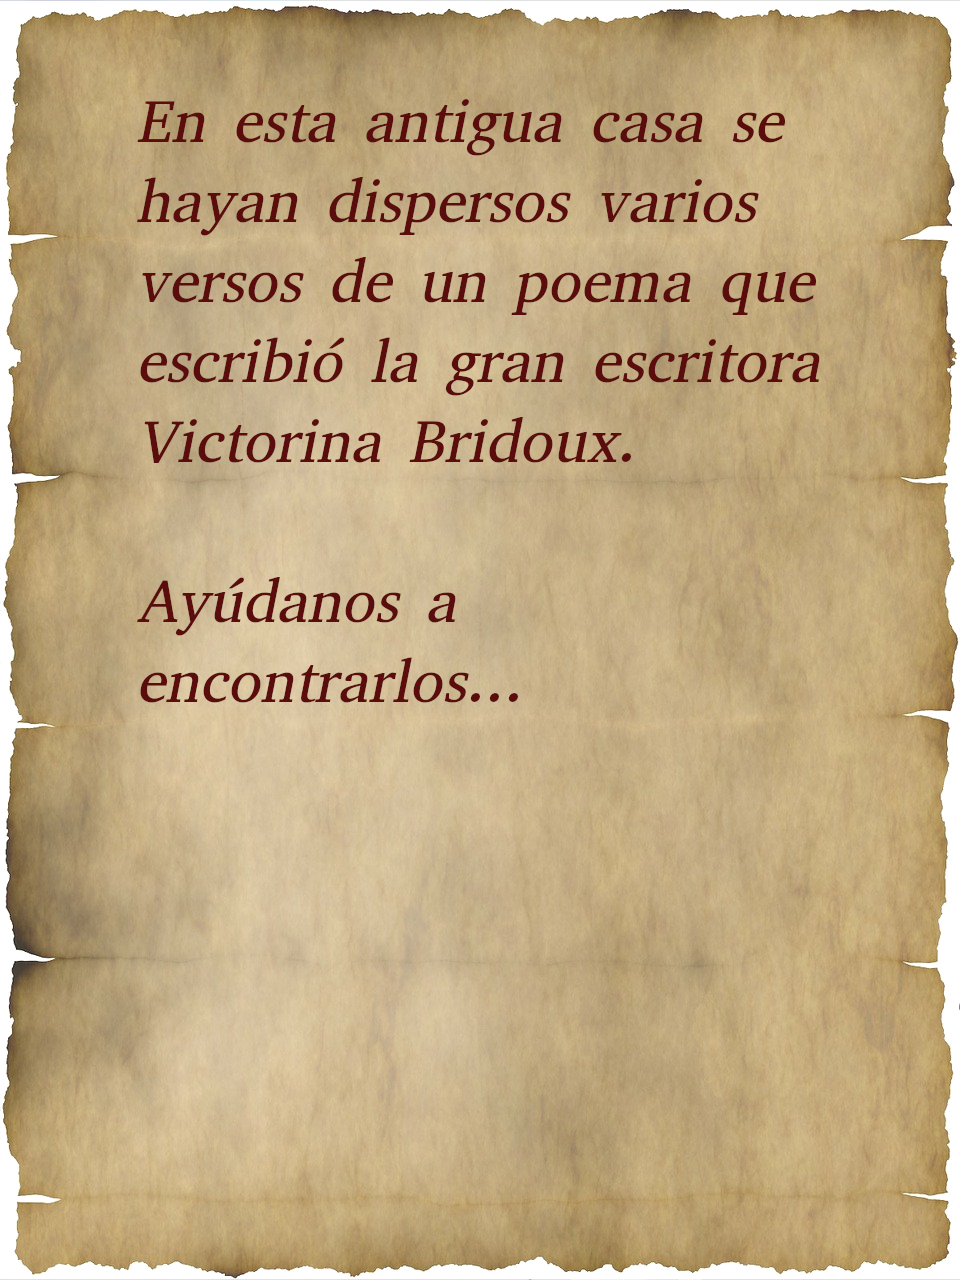 En esta antigua casa se
hayan dispersos varios
versos de un poema que
escribió la gran escritora
Victorina Bridoux.
Ayúdanos a
encontrarlos...